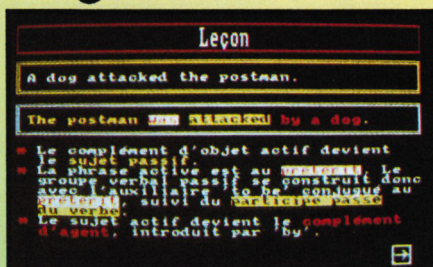 Leçon
A dog attacked the postman.
The postman was attacked by a dog.
* Le complément d'objet actif devient
le sujet passif.
* La phrase active est au prétérit. Le
groupe verbal passif se construit donc
avec l'auxiliaire 'to be' conjugué au
prétérit, suivi du participe passé
du verbe.
* Le sujet actif devient le complément
d'agent, introduit par 'by'.